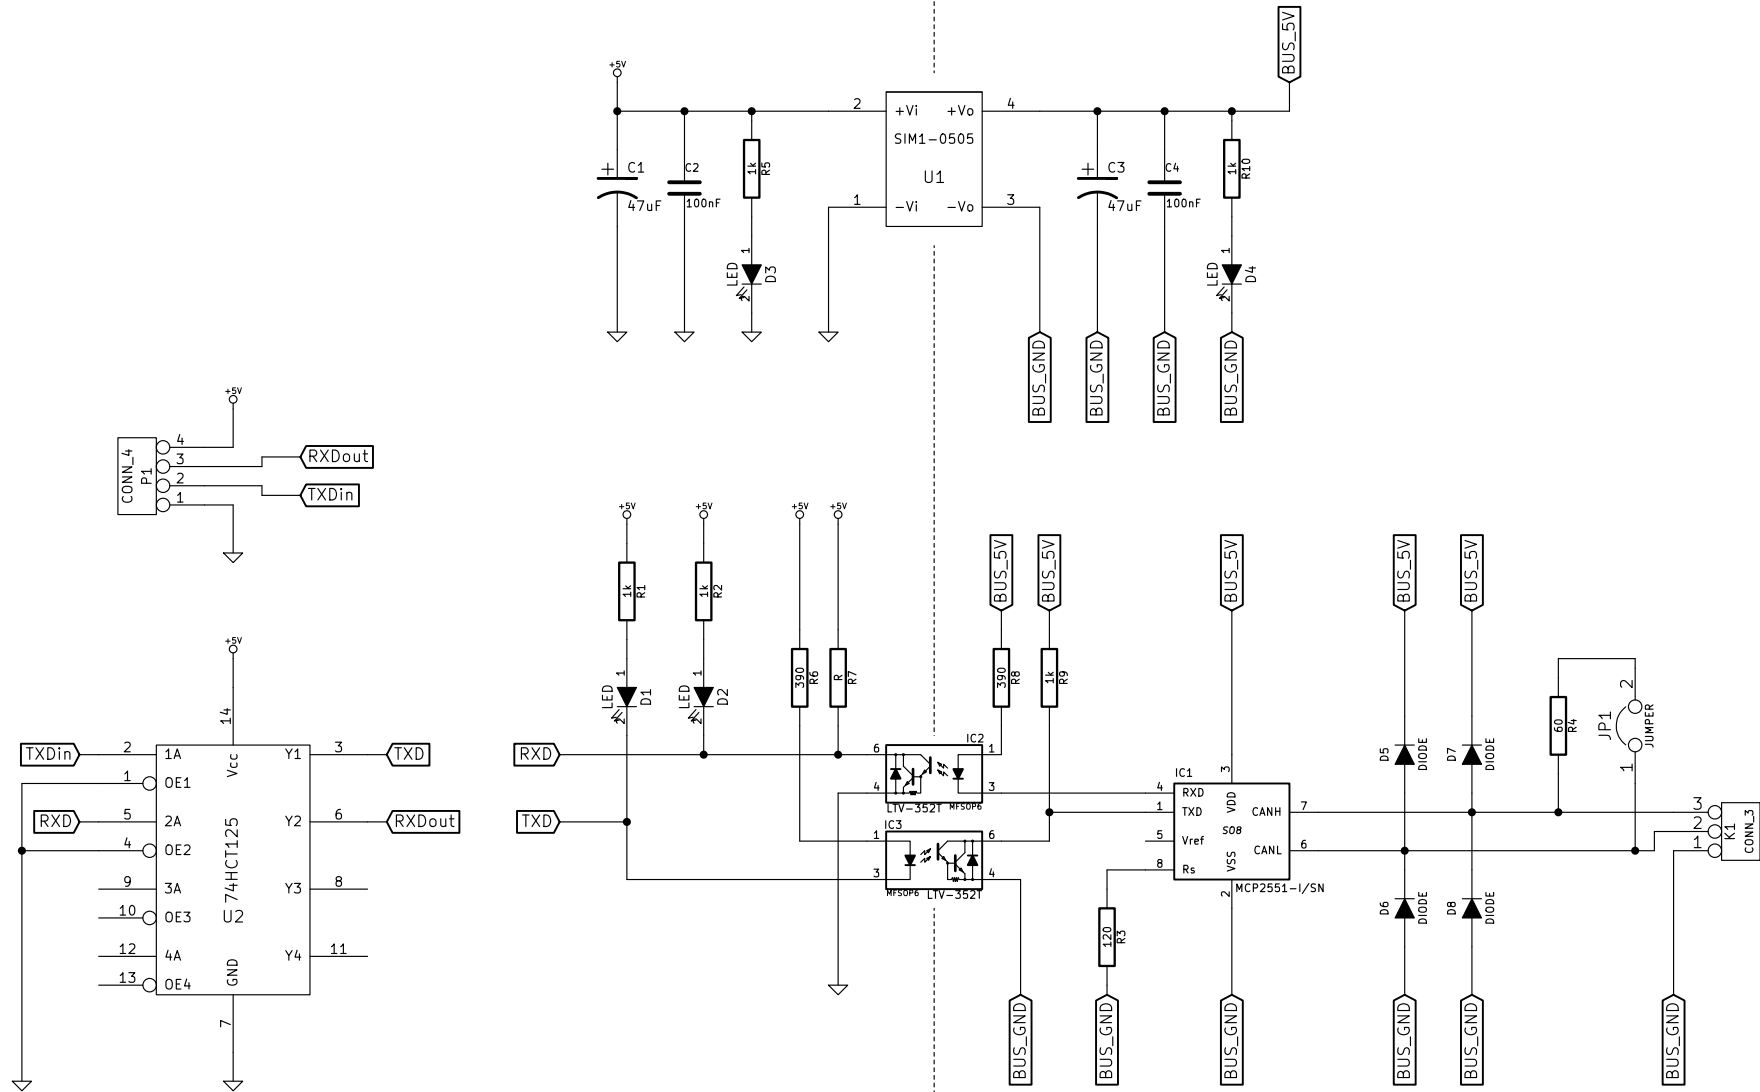 BUS_5V
+5V
2
+Vi
+Vo
4
SIM1-0505
U1
1
-Vi
-Vo
3
C1
47uF
C2
100nF
1k
R5
1
LED
D3
2
C3
47uF
C4
100nF
1k
R10
1
LED
D4
2
BUS_GND
BUS_GND
BUS_GND
BUS_GND
+5V
CONN_4
P1
4
3
2
1
RXDout
TXDin
+5V
+5V
+5V
+5V
BUS_5V
BUS_5V
BUS_5V
BUS_5V
BUS_5V
1k
R1
1k
R2
1
LED
D1
2
1
LED
D2
2
390
R6
R
R7
390
R8
1k
R9
+5V
14
Vcc
TXDin
2
1A
Y1
3
TXD
1
OE1
RXD
5
2A
Y2
6
RXDout
4
OE2
9
3A
Y3
8
10
OE3
12
4A
Y4
11
13
OE4
74HCT125
U2
GND
7
RXD
TXD
IC2
6
1
4
3
LTV-352T
MFSOP6
IC3
1
6
3
4
MFSOP6
LTV-352T
IC1
3
4
RXD
VDD
1
TXD
CANH
7
5
Vref
SO8
CANL
6
8
Rs
VSS
2
MCP2551-I/SN
120
R3
D5
DIODE
D7
DIODE
D6
DIODE
D8
DIODE
60
R4
2
JP1
JUMPER
1
3
2
1
K1
CONN_3
BUS_GND
BUS_GND
BUS_GND
BUS_GND
BUS_GND
BUS_GND